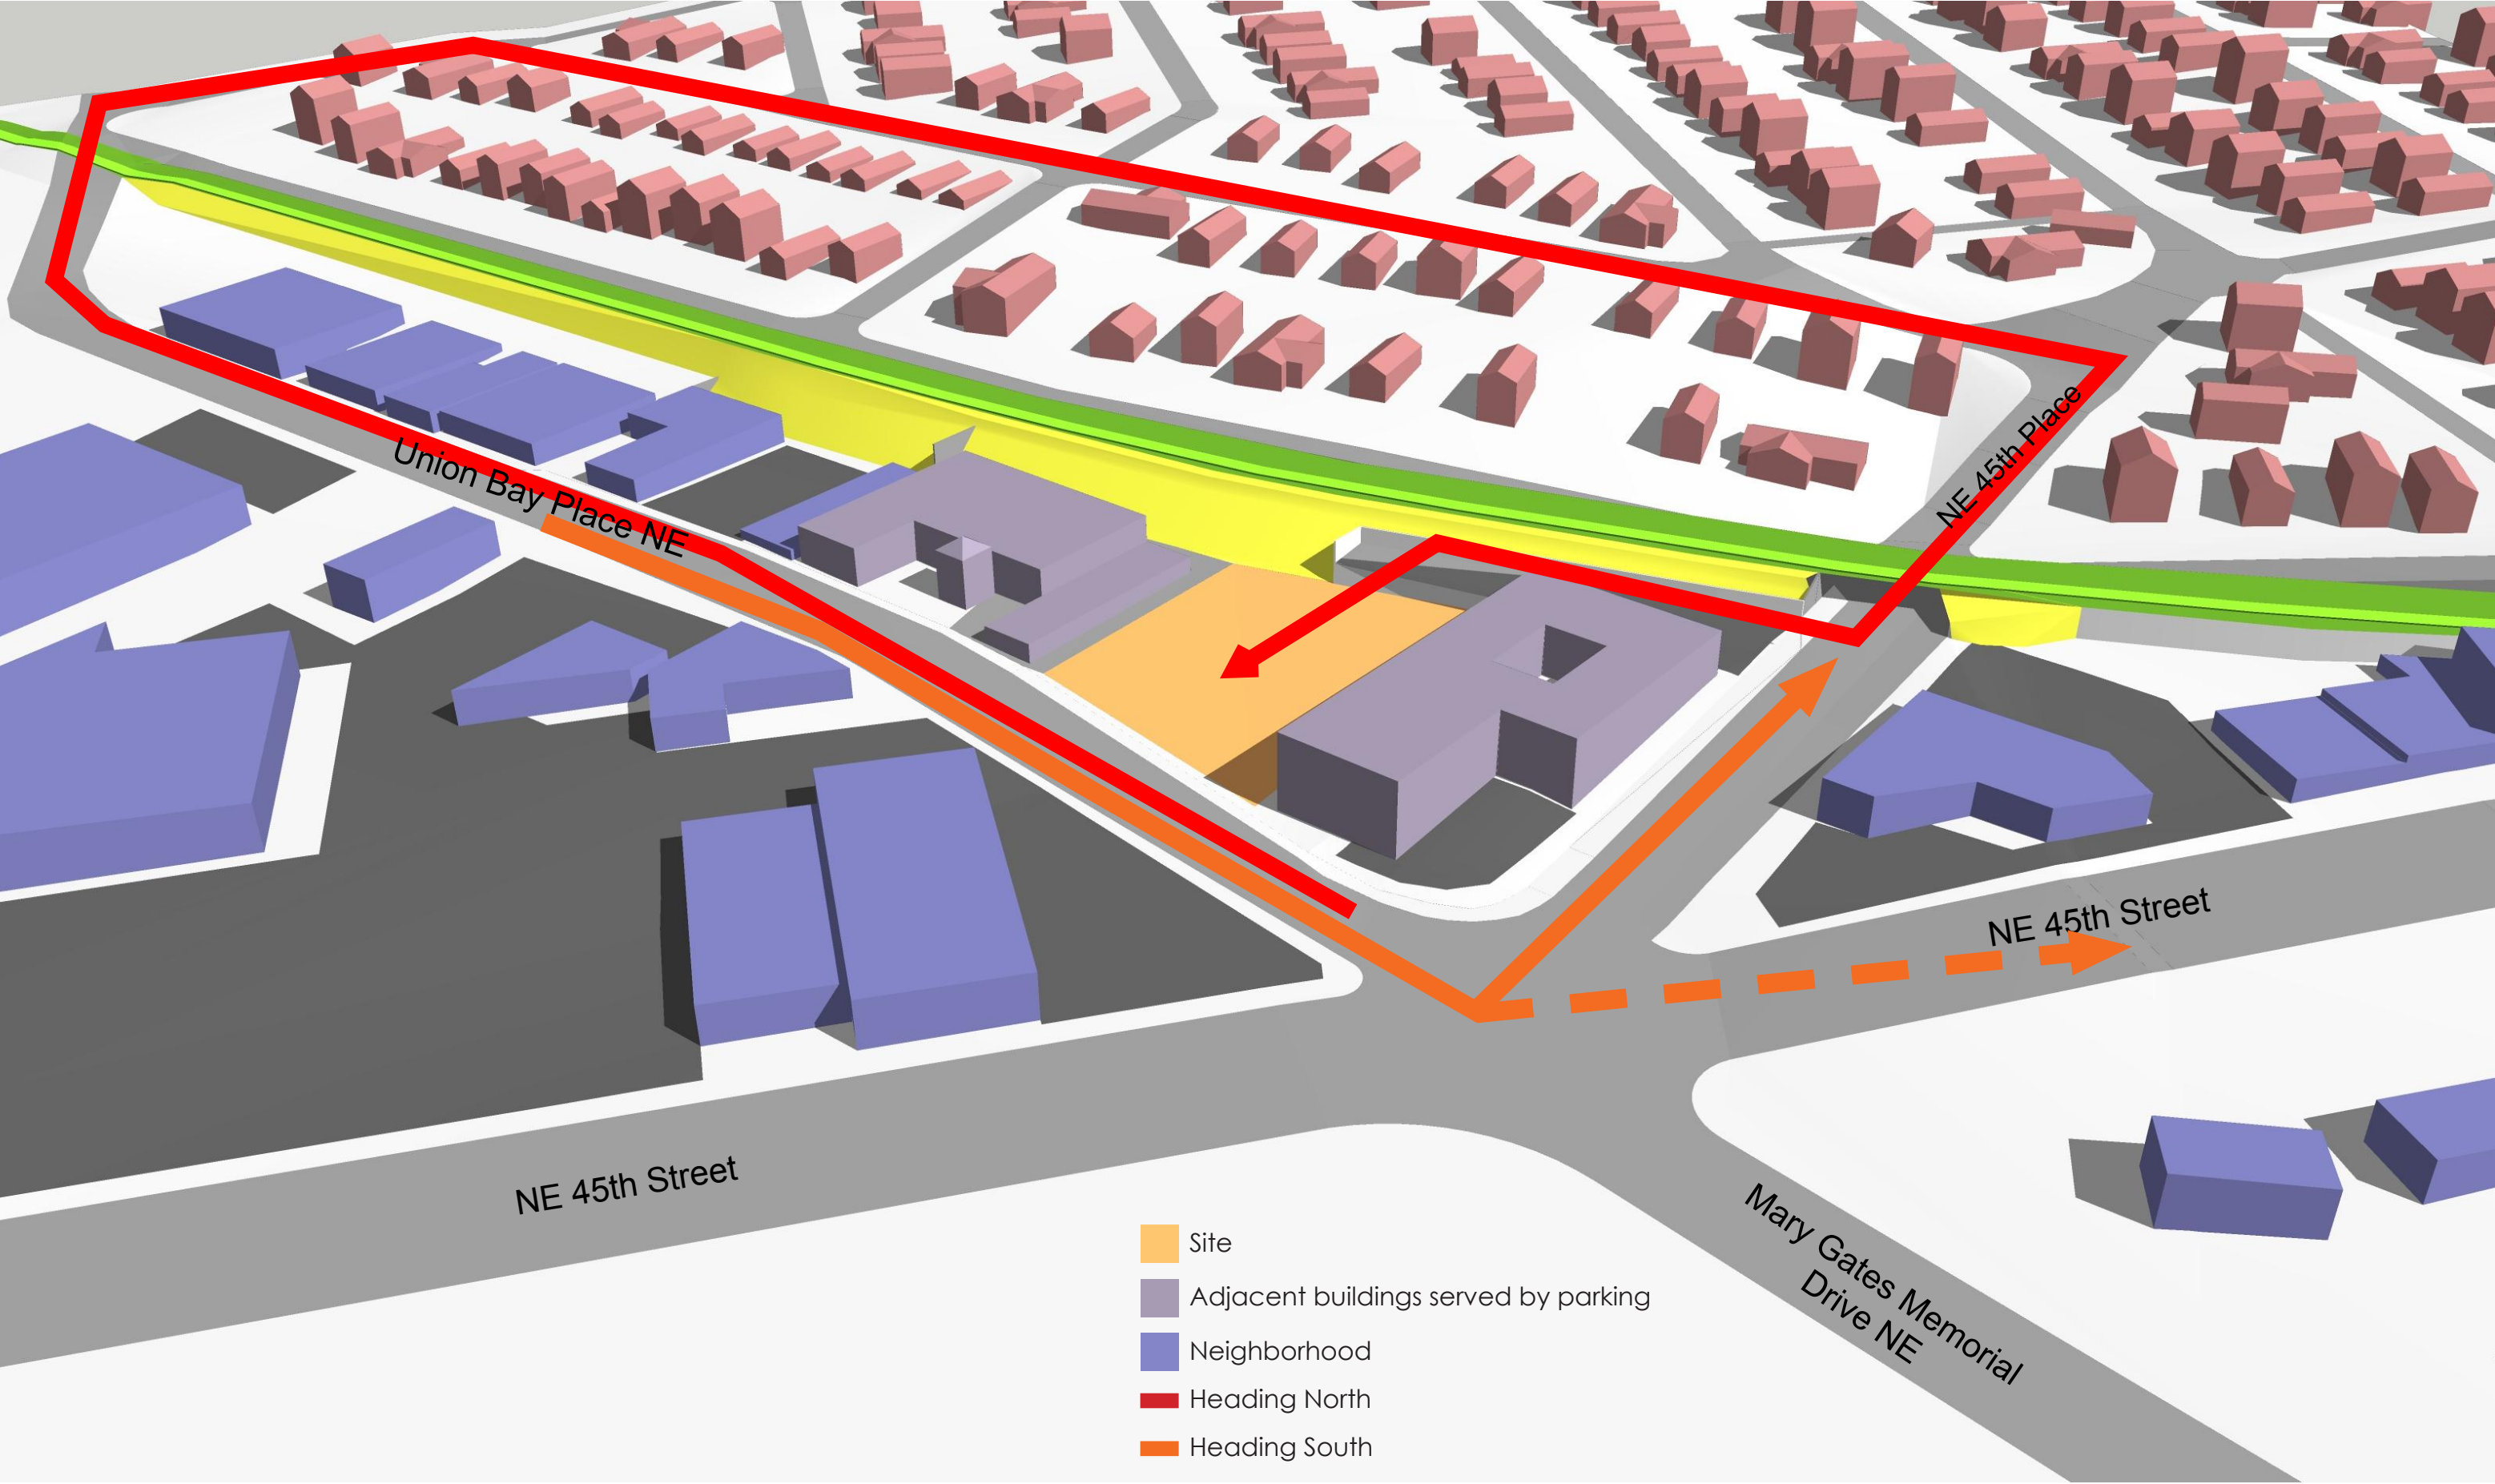 NE 45th Place
Union Bay Place NE
NE 45th Street
NE 45th Street
Mary Gates Memorial
Drive NE
Site
Adjacent buildings served by parking
Neighborhood
Heading North
Heading South